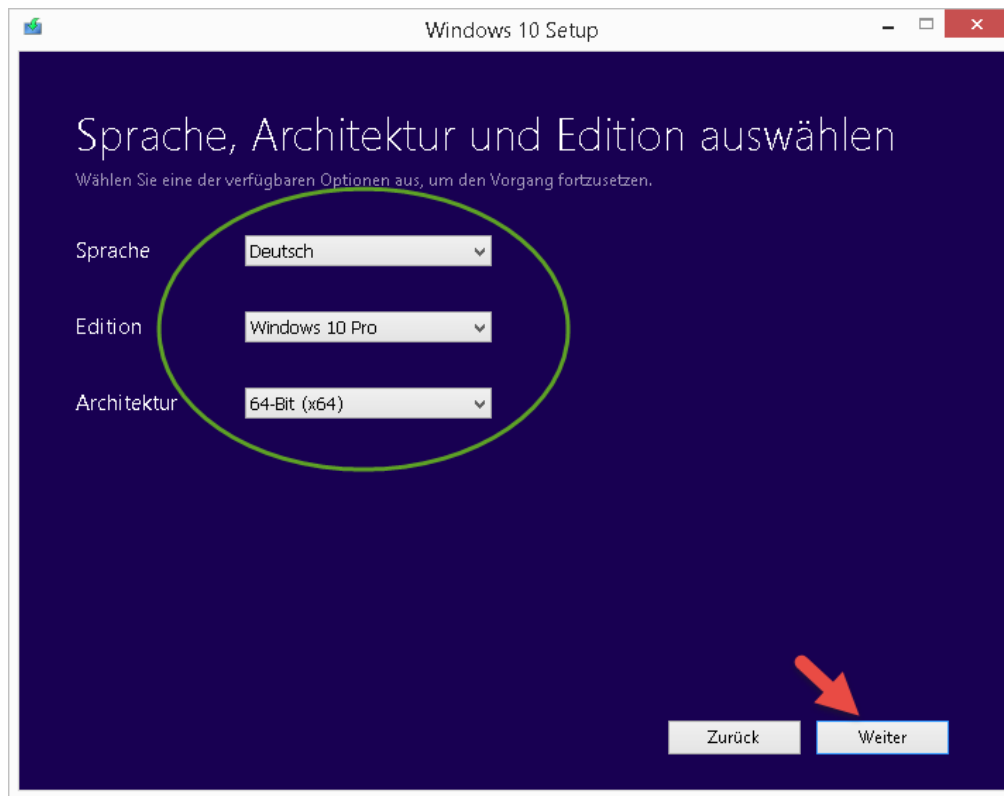 Windows 10 Setup
Sprache, Architektur und Edition auswählen
Wählen Sie eine der verfügbaren Optionen aus, um den Vorgang fortzusetzen.
Sprache Deutsch
Edition Windows 10 Pro
Architektur 64-Bit (x64)
Zurück Weiter